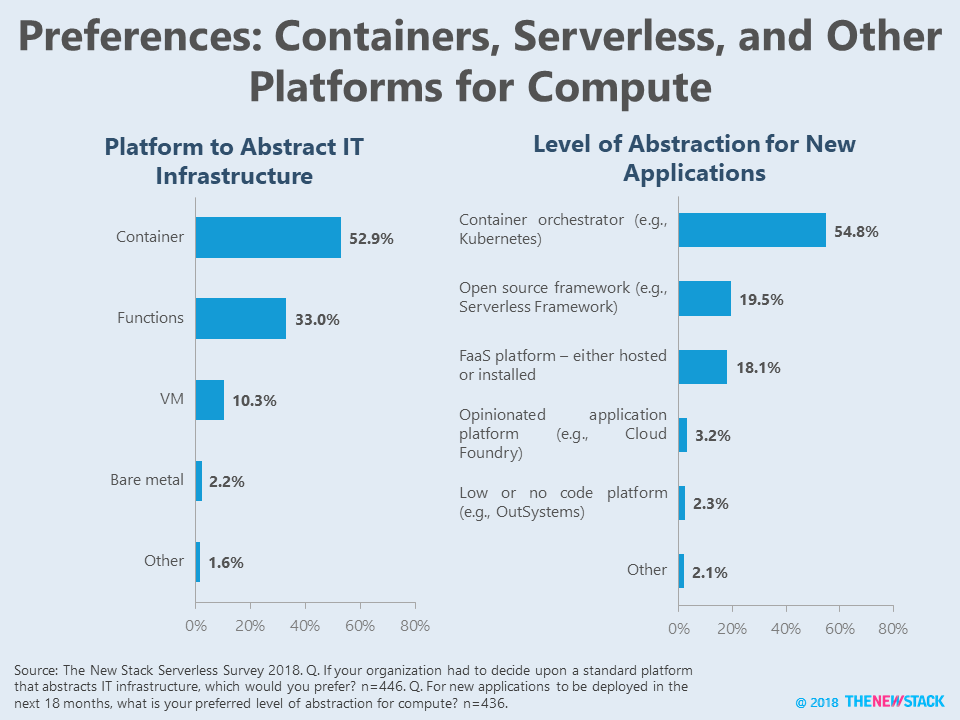 Preferences: Containers, Serverless, and Other
Platforms for Compute
Platform to Abstract IT
Infrastructure
Container
52.9%
Functions
33.0%
VM
10.3%
Bare metal
2.2%
Other
1.6%
0% 20% 40% 60% 80%
Level of Abstraction for New
Applications
Container orchestrator (e.g.,
Kubernetes)
54.8%
Open source framework (e.g.,
Serverless Framework)
19.5%
FaaS platform – either hosted
or installed
18.1%
Opinionated application
platform (e.g., Cloud
Foundry)
3.2%
Low or no code platform
(e.g., OutSystems)
2.3%
Other
2.1%
0% 20% 40% 60% 80%
Source: The New Stack Serverless Survey 2018. Q. If your organization had to decide upon a standard platform
that abstracts IT infrastructure, which would you prefer? n=446. Q. For new applications to be deployed in the
next 18 months, what is your preferred level of abstraction for compute? n=436.
@ 2018 THENEWSTACK